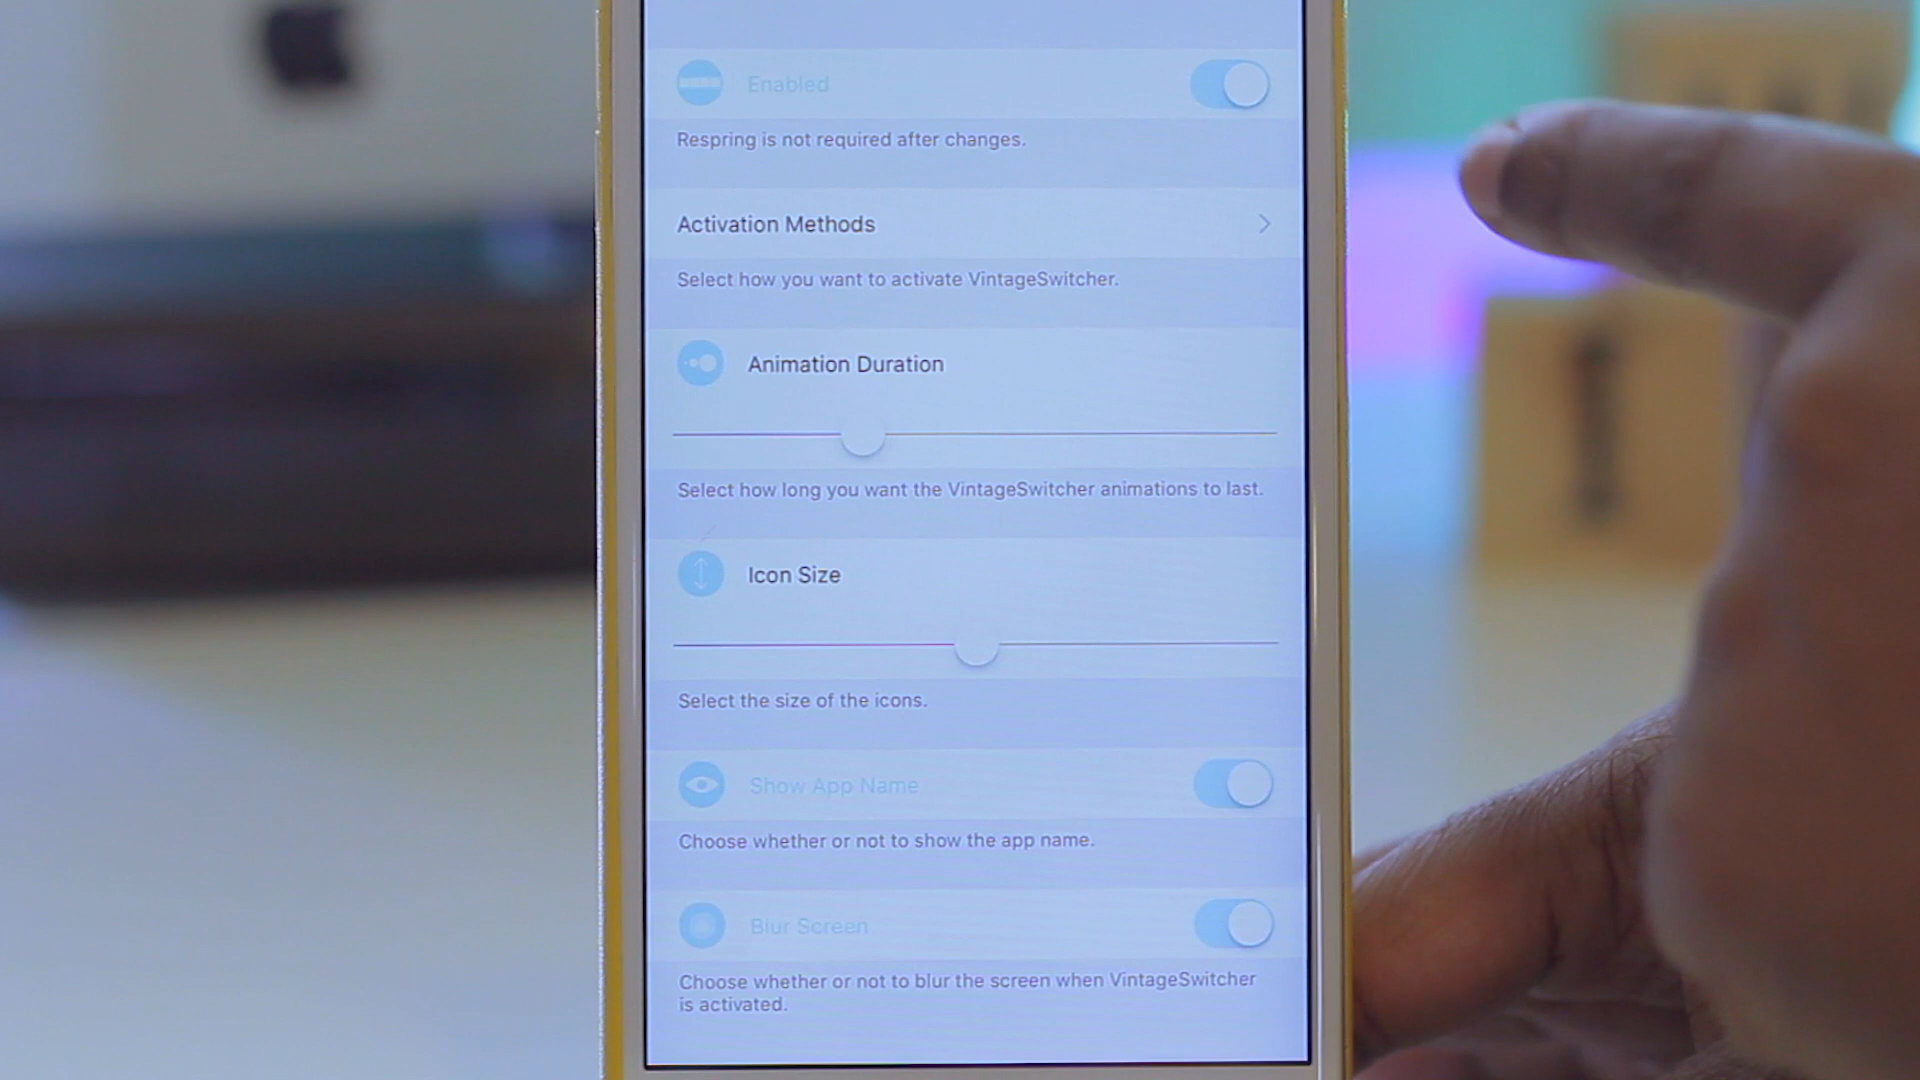 Enabled
Respring is not required after changes.
Activation Methods
Select how you want to activate VintageSwitcher.
Animation Duration
Select how long you want the VintageSwitcher animations to last.
Icon Size
Select the size of the icons.
Show App Name
Choose whether or not to show the app name.
Blur Screen
Choose whether or not to blur the screen when VintageSwitcher
is activated.